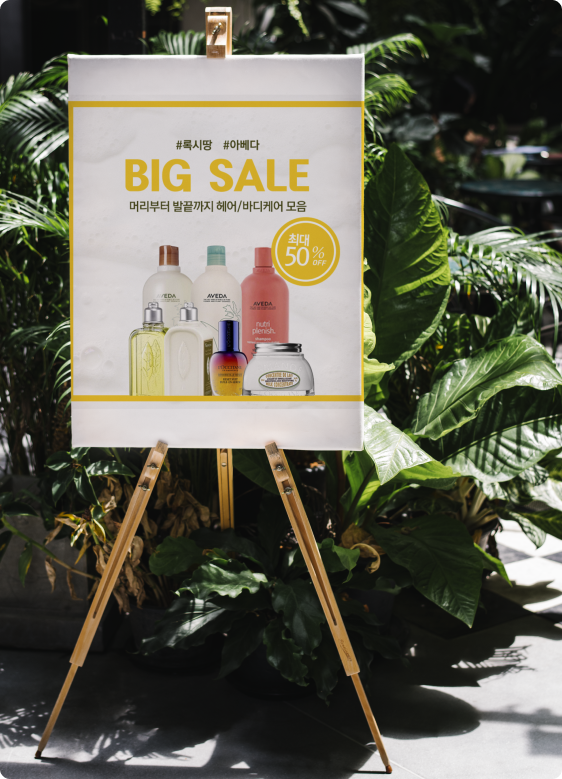 #록시땅 #아베다
BIG SALE
머리부터 발끝까지 헤어/바디케어 모음
최대
50%
OFF
AVEDA
AVEDA
AVEDA
nutri
plenish™